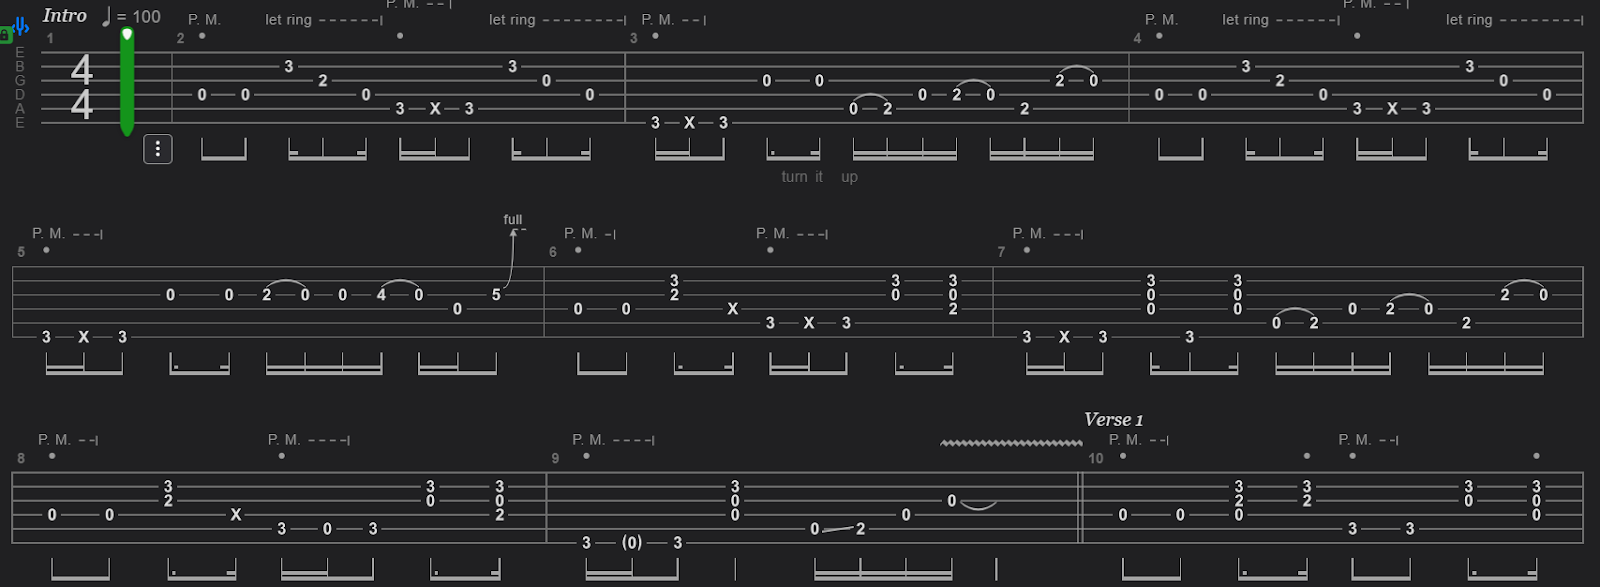 Intro ♩= 100 P. M. let ring -------| P. M. --| let ring ---------| P. M. ---| P. M. let ring -------| P. M. --| let ring ---------|
1 2 3 4
E
B 3 3 3 3
G 4 2 0 0 0 2 0 2 0
D 0 0 0 0 0 2 0 0 0 0 0
A 4 3 X 3 0 2 2 3 X 3
E 3 X 3
turn it up
P. M. ---| full P. M. -| P. M. ---| P. M. ---|
5 6 7
3 3 3 3 3
0 0 2 0 0 4 0 5 2 0 0 0 0 2 0
0 0 0 X 2 0 0 0 2 0
3 X 3 0 2 2
3 X 3 3 X 3 3
Verse 1
P. M. --| P. M. ----| P. M. ----| P. M. --| P. M. --|
8 9 10
3 3 3 3 3 3 3 3
2 0 0 0 0 2 2 0 0
0 0 X 2 0 0 0 0 0 0
3 0 3 0 2 3 3
3 (0) 3